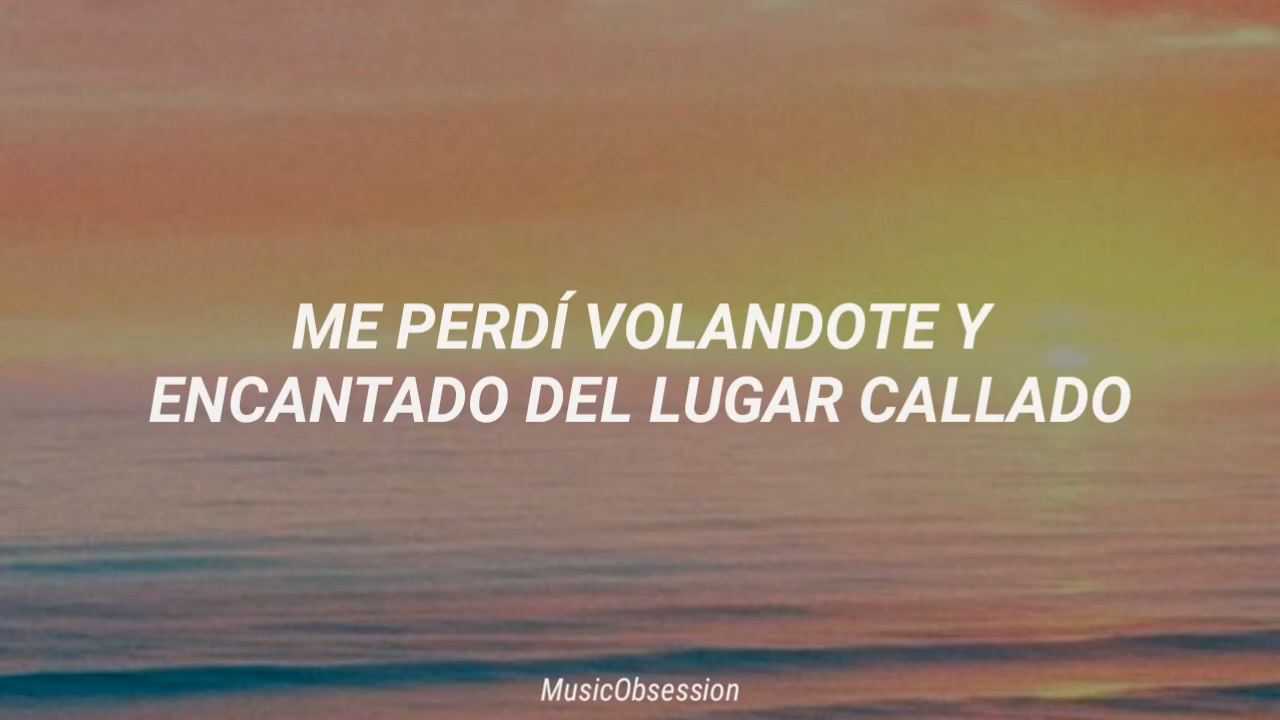 ME PERDÍ VOLANDOTE Y
ENCANTADO DEL LUGAR CALLADO
MusicObsession